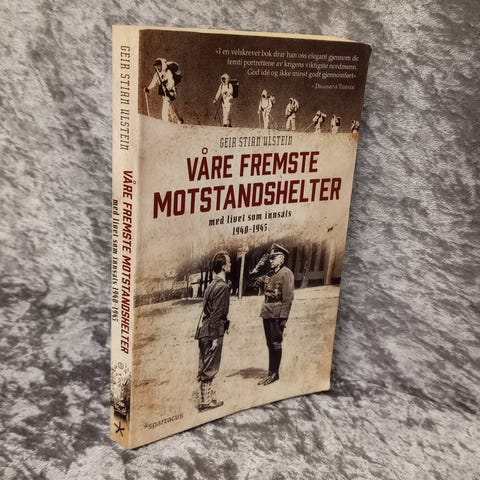 «I en velskrevet bok drar han oss elegant gjennom de
femti portrettene av krigens viktigste nordmenn.
God idé og ikke minst godt gjennomført»
– Drammens Tidende
GEIR STIAN ULSTEIN
VÅRE FREMSTE
MOTSTANDSHELTER
med livet som innsats
1940–1945
*spartacus
GEIR STIAN ULSTEIN
VÅRE FREMSTE MOTSTANDSHELTER
med livet som innsats 1940–1945